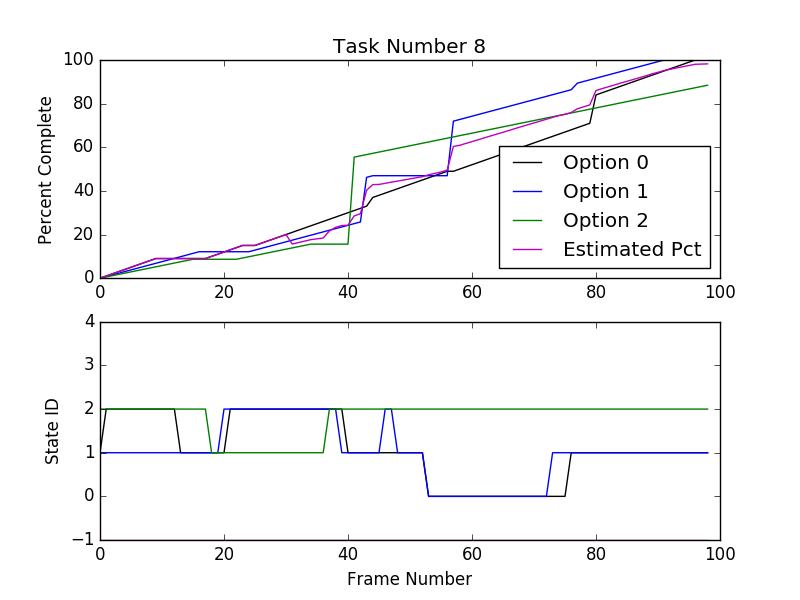 Task Number 8
Percent Complete
100
80
60
40
20
0
Option 0
Option 1
Option 2
Estimated Pct
0 20 40 60 80 100
State ID
4
3
2
1
0
−1
0 20 40 60 80 100
Frame Number